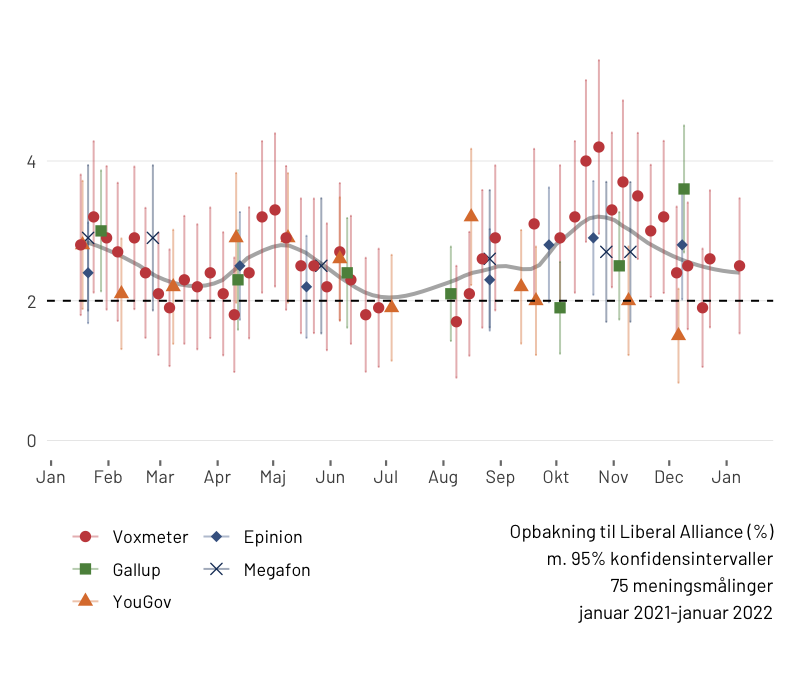 4
2
0
Jan Feb Mar Apr Maj Jun Jul Aug Sep Okt Nov Dec Jan
Voxmeter Epinion
Gallup Megafon
YouGov
Opbakning til Liberal Alliance (%)
m. 95% konfidensintervaller
75 meningsmålinger
januar 2021-januar 2022